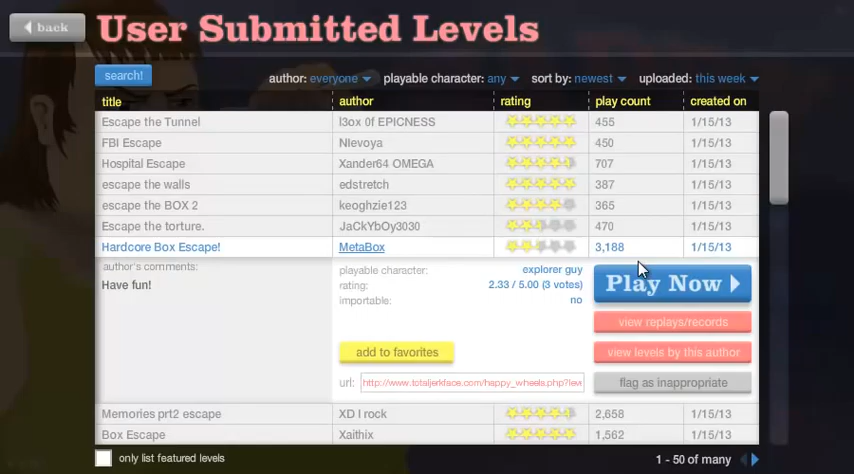 back
User Submitted Levels
search!
author: everyone playable character: any sort by: newest uploaded: this week
title author rating play count created on
Escape the Tunnel l3ox 0f EPICNESS 455 1/15/13
FBI Escape Nlevoya 450 1/15/13
Hospital Escape Xander64 OMEGA 707 1/15/13
escape the walls edstretch 387 1/15/13
escape the BOX 2 keoghzie123 365 1/15/13
Escape the torture. JaCkYbOy3030 470 1/15/13
Hardcore Box Escape! MetaBox 3,188 1/15/13
author's comments:
Have fun!
playable character: explorer guy
rating: 2.33 / 5.00 (3 votes)
importable: no
Play Now
view replays/records
add to favorites
view levels by this author
url: http://www.totaljerkface.com/happy_wheels.php?lev
flag as inappropriate
Memories prt2 escape XD I rock 2,658 1/15/13
Box Escape Xaithix 1,562 1/15/13
only list featured levels
1 - 50 of many